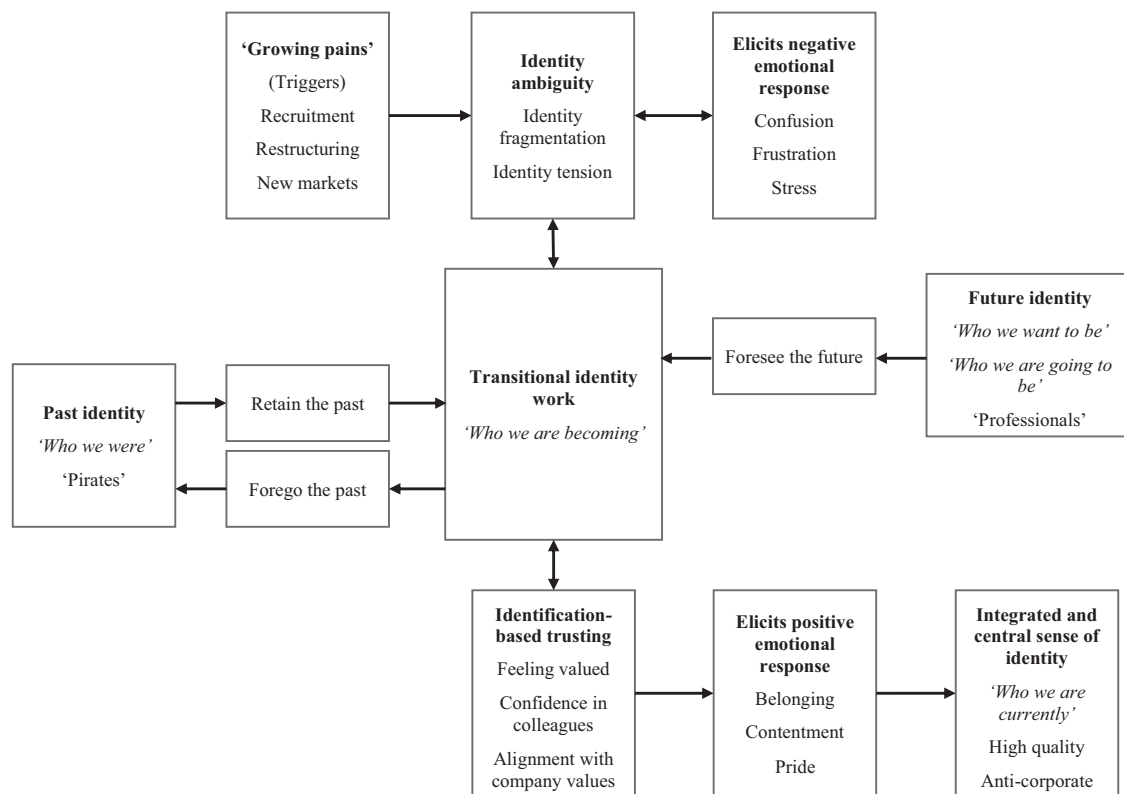 ‘Growing pains’
(Triggers)
Recruitment
Restructuring
New markets
Identity
ambiguity
Identity
fragmentation
Identity tension
Elicits negative
emotional
response
Confusion
Frustration
Stress
Past identity
‘Who we were’
‘Pirates’
Retain the past
Forego the past
Transitional identity
work
‘Who we are becoming’
Foresee the future
Future identity
‘Who we want to be’
‘Who we are going to
be’
‘Professionals’
Identification-
based trusting
Feeling valued
Confidence in
colleagues
Alignment with
company values
Elicits positive
emotional
response
Belonging
Contentment
Pride
Integrated and
central sense of
identity
‘Who we are
currently’
High quality
Anti-corporate